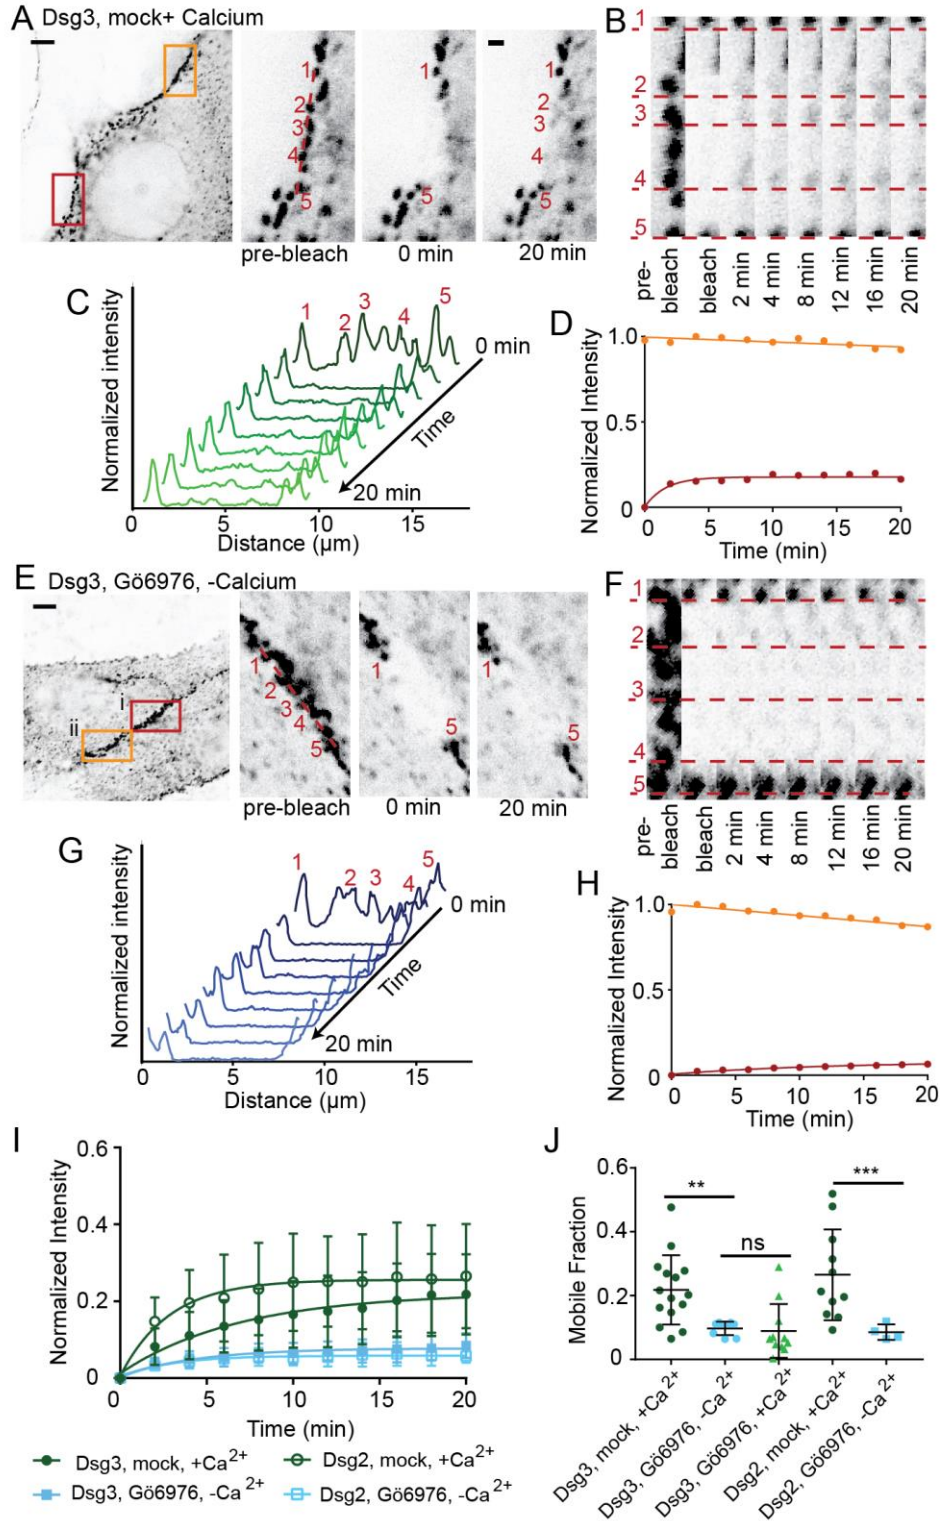 A Dsg3, mock+ Calcium
1
2
3
4
5
pre-bleach
1
2
3
4
5
0 min
1
2
3
4
5
20 min
B
1
2
3
4
5
pre-
bleach
bleach
2 min
4 min
8 min
12 min
16 min
20 min
C
Normalized intensity
1
2
3
4
5
0 min
Time
20 min
0
5
10
15
Distance (µm)
D
Normalized Intensity
1.0
0.5
0
0
5
10
15
20
Time (min)
E Dsg3, Gö6976, -Calcium
i
ii
1
2
3
4
5
pre-bleach
1
5
0 min
1
5
20 min
F
1
2
3
4
5
pre-
bleach
bleach
2 min
4 min
8 min
12 min
16 min
20 min
G
Normalized intensity
1
2
3
4
5
0 min
Time
20 min
0
5
10
15
Distance (µm)
H
Normalized Intensity
1.0
0.5
0
0
5
10
15
20
Time (min)
I
Normalized Intensity
0.6
0.4
0.2
0
0
5
10
15
20
Time (min)
Dsg3, mock, +Ca2+
Dsg2, mock, +Ca2+
Dsg3, Gö6976, -Ca2+
Dsg2, Gö6976, -Ca2+
J
Mobile Fraction
0.6
0.4
0.2
0
**
ns
***
Dsg3, mock, +Ca2+
Dsg3, Gö6976, -Ca2+
Dsg3, Gö6976, +Ca2+
Dsg2, mock, +Ca2+
Dsg2, Gö6976, -Ca2+